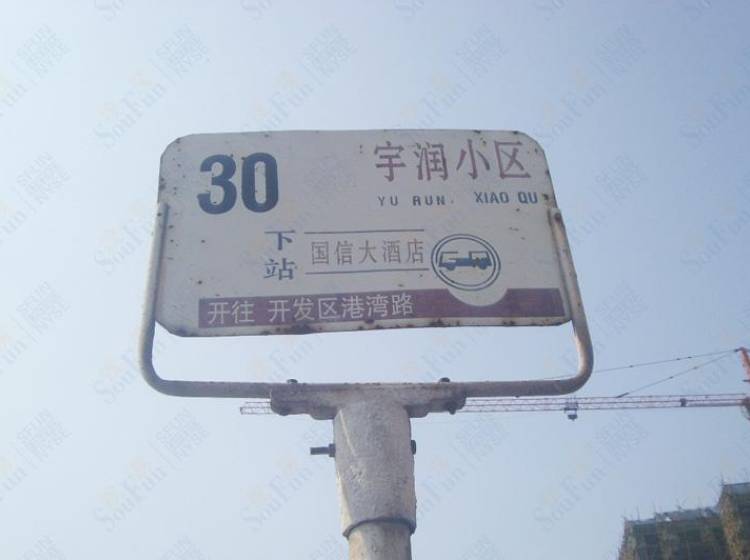 30
宇润小区
YU RUN. XIAO QU
下站
国信大酒店
开往 开发区港湾路
SouFun